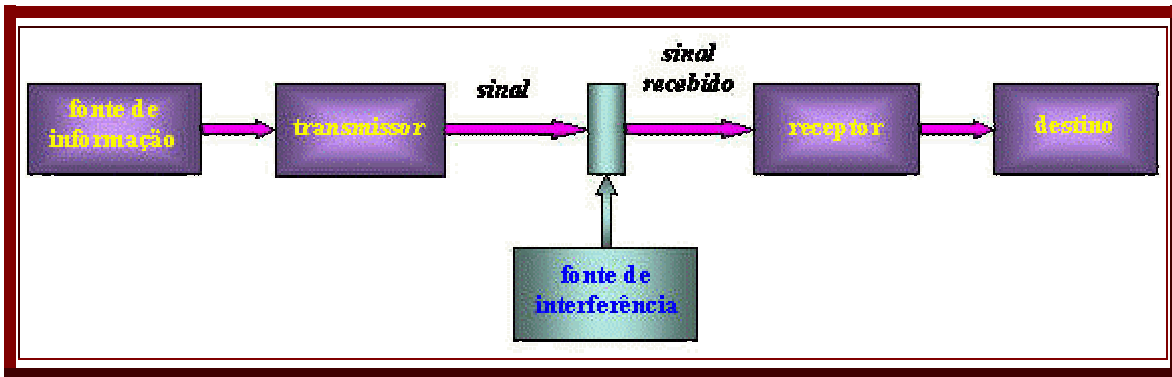 fonte de
informação
transmissor
sinal
sinal
recebido
receptor
destino
fonte de
interferência